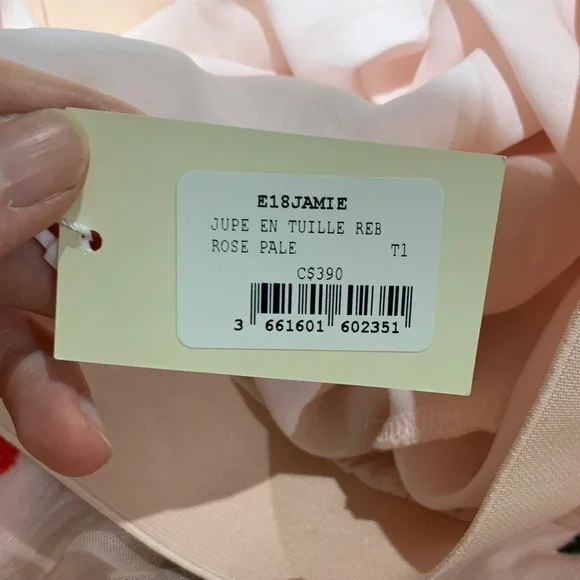 E18JAMIE
JUPE EN TUILLE REB
ROSE PALE T1
C$390
3 661601 602351